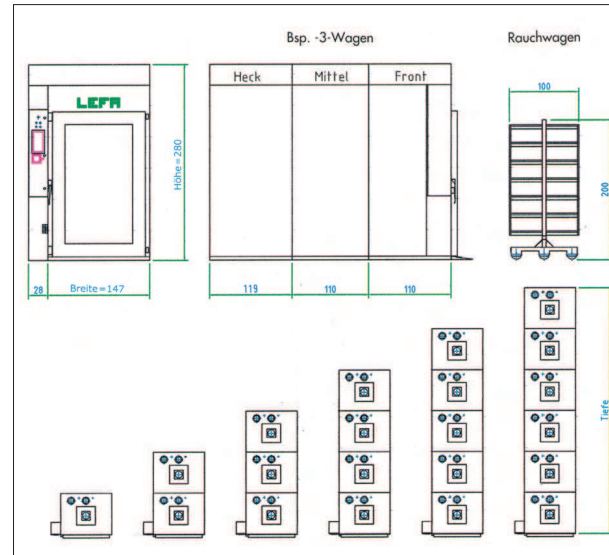 Bsp. -3-Wagen
Rauchwagen
Heck Mittel Front
LEFA
100
Höhe=280
200
28 Breite=147
119 110 110
Tiefe